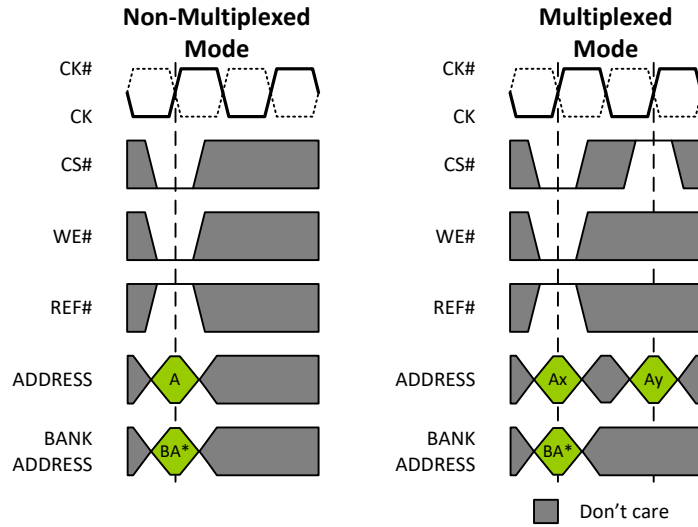 Non-Multiplexed
Mode
CK#
CK
CS#
WE#
REF#
ADDRESS
A
BANK
ADDRESS
BA*
Multiplexed
Mode
CK#
CK
CS#
WE#
REF#
ADDRESS
Ax
Ay
BANK
ADDRESS
BA*
Don't care